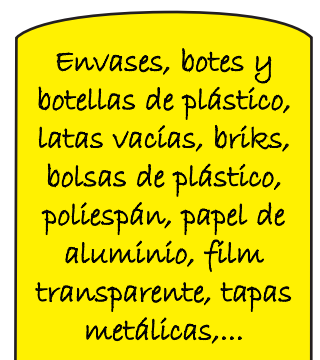 Envases, botes y
botellas de plástico,
latas vacías, briks,
bolsas de plástico,
poliespán, papel de
aluminio, film
transparente, tapas
metálicas,...